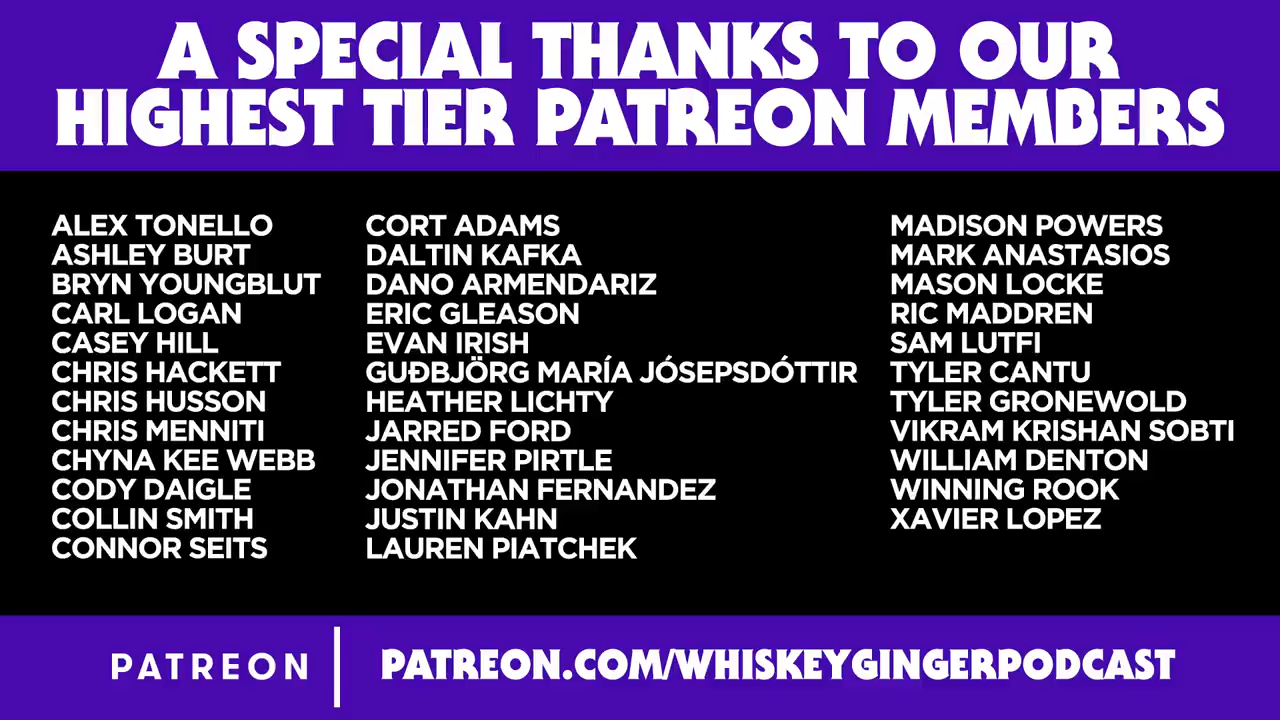 A SPECIAL THANKS TO OUR
HIGHEST TIER PATREON MEMBERS
ALEX TONELLO
ASHLEY BURT
BRYN YOUNGBLUT
CARL LOGAN
CASEY HILL
CHRIS HACKETT
CHRIS HUSSON
CHRIS MENNITI
CHYNA KEE WEBB
CODY DAIGLE
COLLIN SMITH
CONNOR SEITS
CORT ADAMS
DALTIN KAFKA
DANO ARMENDARIZ
ERIC GLEASON
EVAN IRISH
GUÐBJÖRG MARÍA JÓSEPSDÓTTIR
HEATHER LICHTY
JARRED FORD
JENNIFER PIRTLE
JONATHAN FERNANDEZ
JUSTIN KAHN
LAUREN PIATCHEK
MADISON POWERS
MARK ANASTASIOS
MASON LOCKE
RIC MADDREN
SAM LUTFI
TYLER CANTU
TYLER GRONEWOLD
VIKRAM KRISHAN SOBTI
WILLIAM DENTON
WINNING ROOK
XAVIER LOPEZ
PATREON
PATREON.COM/WHISKEYGINGERPODCAST